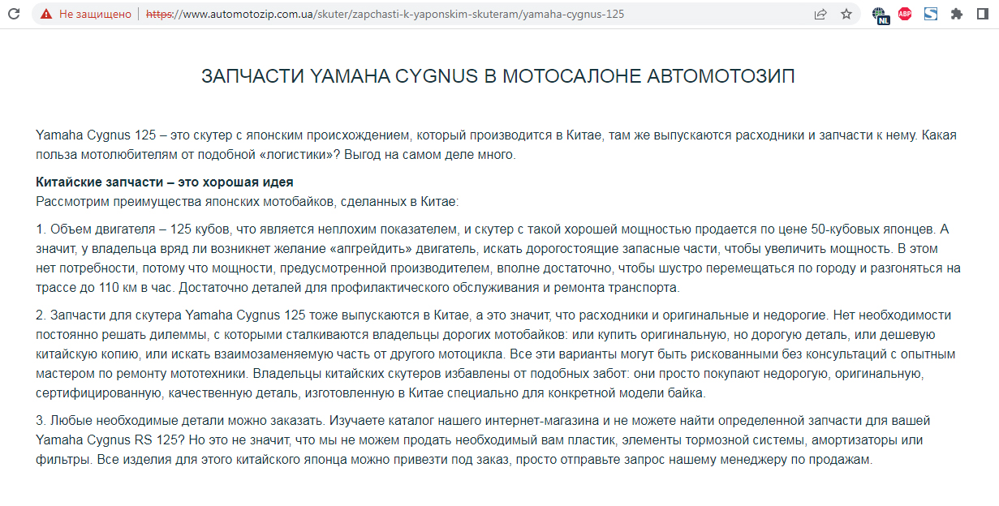 Не защищено https://www.automotozip.com.ua/skuter/zapchasti-k-yaponskim-skuteram/yamaha-cygnus-125
NL
ABP
S
ЗАПЧАСТИ YAMAHA CYGNUS В МОТОСАЛОНЕ АВТОМОТОЗИП
Yamaha Cygnus 125 – это скутер с японским происхождением, который производится в Китае, там же выпускаются расходники и запчасти к нему. Какая
польза мотолюбителям от подобной «логистики»? Выгод на самом деле много.
Китайские запчасти – это хорошая идея
Рассмотрим преимущества японских мотобайков, сделанных в Китае:
1. Объем двигателя – 125 кубов, что является неплохим показателем, и скутер с такой хорошей мощностью продается по цене 50-кубовых японцев. А
значит, у владельца вряд ли возникнет желание «апгрейдить» двигатель, искать дорогостоящие запасные части, чтобы увеличить мощность. В этом
нет потребности, потому что мощности, предусмотренной производителем, вполне достаточно, чтобы шустро перемещаться по городу и разгоняться на
трассе до 110 км в час. Достаточно деталей для профилактического обслуживания и ремонта транспорта.
2. Запчасти для скутера Yamaha Cygnus 125 тоже выпускаются в Китае, а это значит, что расходники и оригинальные и недорогие. Нет необходимости
постоянно решать дилеммы, с которыми сталкиваются владельцы дорогих мотобайков: или купить оригинальную, но дорогую деталь, или дешевую
китайскую копию, или искать взаимозаменяемую часть от другого мотоцикла. Все эти варианты могут быть рискованными без консультаций с опытным
мастером по ремонту мототехники. Владельцы китайских скутеров избавлены от подобных забот: они просто покупают недорогую, оригинальную,
сертифицированную, качественную деталь, изготовленную в Китае специально для конкретной модели байка.
3. Любые необходимые детали можно заказать. Изучаете каталог нашего интернет-магазина и не можете найти определенной запчасти для вашей
Yamaha Cygnus RS 125? Но это не значит, что мы не можем продать необходимый вам пластик, элементы тормозной системы, амортизаторы или
фильтры. Все изделия для этого китайского японца можно привезти под заказ, просто отправьте запрос нашему менеджеру по продажам.